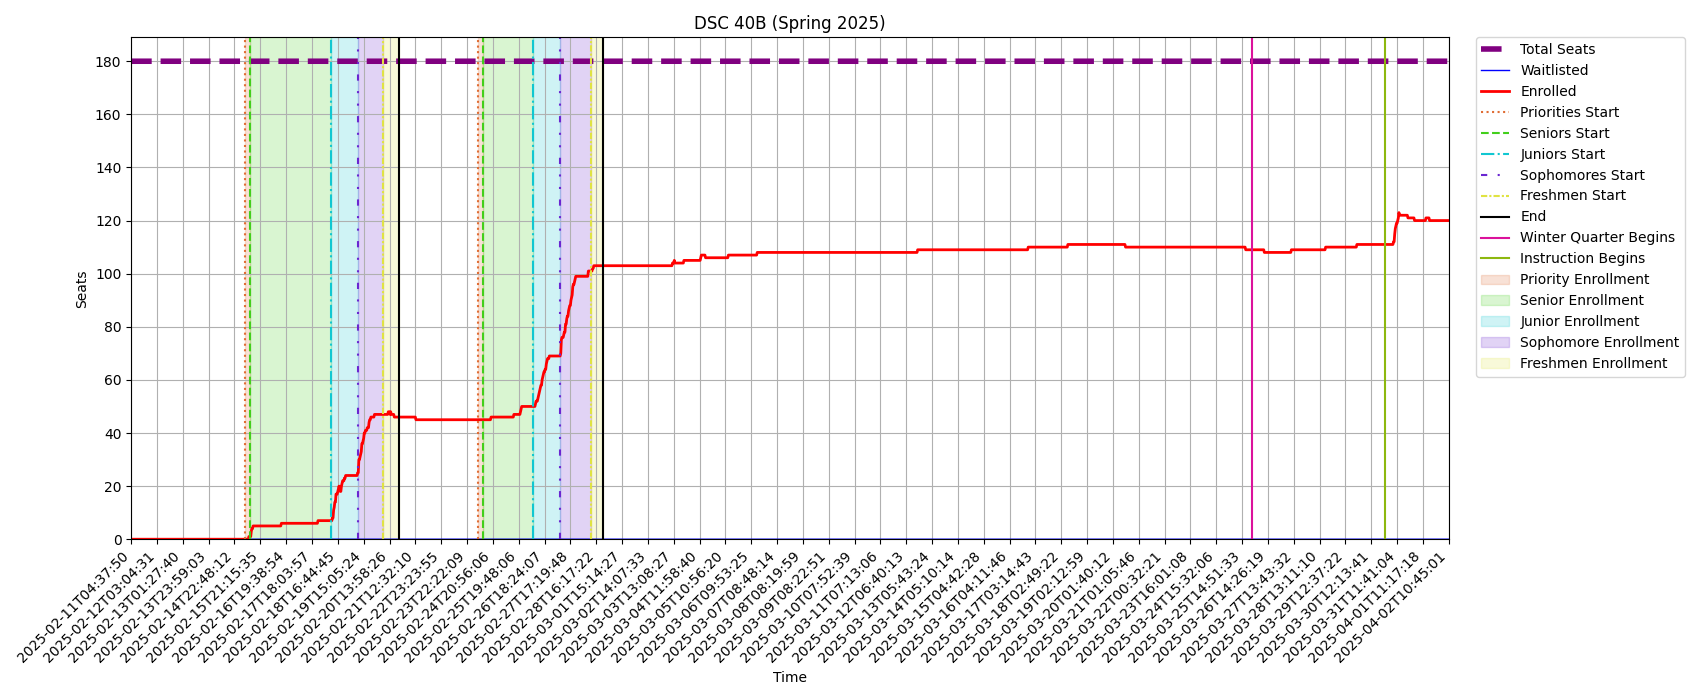 DSC 40B (Spring 2025)
Seats
180
160
140
120
100
80
60
40
20
0
2025-02-11T04:37:50
2025-02-12T03:04:31
2025-02-13T01:27:40
2025-02-13T23:59:03
2025-02-14T22:48:12
2025-02-15T21:15:35
2025-02-16T19:38:54
2025-02-17T18:03:57
2025-02-18T16:44:45
2025-02-19T15:05:24
2025-02-20T13:58:26
2025-02-21T12:32:10
2025-02-22T23:23:55
2025-02-23T22:22:09
2025-02-24T20:56:06
2025-02-25T19:48:06
2025-02-26T18:24:07
2025-02-27T17:19:48
2025-02-28T16:17:22
2025-03-01T15:14:27
2025-03-02T14:07:33
2025-03-03T13:08:27
2025-03-04T11:58:40
2025-03-05T10:56:20
2025-03-06T09:53:25
2025-03-07T08:48:14
2025-03-08T08:19:59
2025-03-09T08:22:51
2025-03-10T07:52:39
2025-03-11T07:13:06
2025-03-12T06:40:13
2025-03-13T05:43:24
2025-03-14T05:10:14
2025-03-15T04:42:28
2025-03-16T04:11:46
2025-03-17T03:14:43
2025-03-18T02:49:22
2025-03-19T02:12:59
2025-03-20T01:40:12
2025-03-21T01:05:46
2025-03-22T00:32:21
2025-03-23T16:01:08
2025-03-24T15:32:06
2025-03-25T14:51:33
2025-03-26T14:26:19
2025-03-27T13:43:32
2025-03-28T13:11:10
2025-03-29T12:37:22
2025-03-30T12:13:41
2025-03-31T11:41:04
2025-04-01T11:17:18
2025-04-02T10:45:01
Time
Total Seats
Waitlisted
Enrolled
Priorities Start
Seniors Start
Juniors Start
Sophomores Start
Freshmen Start
End
Winter Quarter Begins
Instruction Begins
Priority Enrollment
Senior Enrollment
Junior Enrollment
Sophomore Enrollment
Freshmen Enrollment